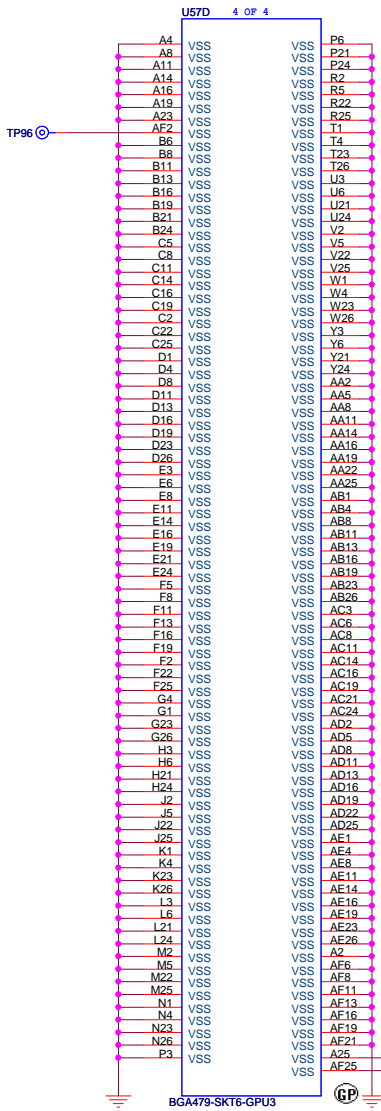 U57D 4 OF 4
A4 VSS VSS P6
A8 VSS VSS P21
A11 VSS VSS P24
A14 VSS VSS R2
A16 VSS VSS R5
A19 VSS VSS R22
A23 VSS VSS R25
TP96 AF2 VSS VSS T1
B6 VSS VSS T4
B8 VSS VSS T23
B11 VSS VSS T26
B13 VSS VSS U3
B16 VSS VSS U6
B19 VSS VSS U21
B21 VSS VSS U24
B24 VSS VSS V2
C5 VSS VSS V5
C8 VSS VSS V22
C11 VSS VSS V25
C14 VSS VSS W1
C16 VSS VSS W4
C19 VSS VSS W23
C2 VSS VSS W26
C22 VSS VSS Y3
C25 VSS VSS Y6
D1 VSS VSS Y21
D4 VSS VSS Y24
D8 VSS VSS AA2
D11 VSS VSS AA5
D13 VSS VSS AA8
D16 VSS VSS AA11
D19 VSS VSS AA14
D23 VSS VSS AA16
D26 VSS VSS AA19
E3 VSS VSS AA22
E6 VSS VSS AA25
E8 VSS VSS AB1
E11 VSS VSS AB4
E14 VSS VSS AB8
E16 VSS VSS AB11
E19 VSS VSS AB13
E21 VSS VSS AB16
E24 VSS VSS AB19
F5 VSS VSS AB23
F8 VSS VSS AB26
F11 VSS VSS AC3
F13 VSS VSS AC6
F16 VSS VSS AC8
F19 VSS VSS AC11
F2 VSS VSS AC14
F22 VSS VSS AC16
F25 VSS VSS AC19
G4 VSS VSS AC21
G1 VSS VSS AC24
G23 VSS VSS AD2
G26 VSS VSS AD5
H3 VSS VSS AD8
H6 VSS VSS AD11
H21 VSS VSS AD13
H24 VSS VSS AD16
J2 VSS VSS AD19
J5 VSS VSS AD22
J22 VSS VSS AD25
J25 VSS VSS AE1
K1 VSS VSS AE4
K4 VSS VSS AE8
K23 VSS VSS AE11
K26 VSS VSS AE14
L3 VSS VSS AE16
L6 VSS VSS AE19
L21 VSS VSS AE23
L24 VSS VSS AE26
M2 VSS VSS A2
M5 VSS VSS AF6
M22 VSS VSS AF8
M25 VSS VSS AF11
N1 VSS VSS AF13
N4 VSS VSS AF16
N23 VSS VSS AF19
N26 VSS VSS AF21
P3 VSS VSS A25
VSS AF25
GP
BGA479-SKT6-GPU3